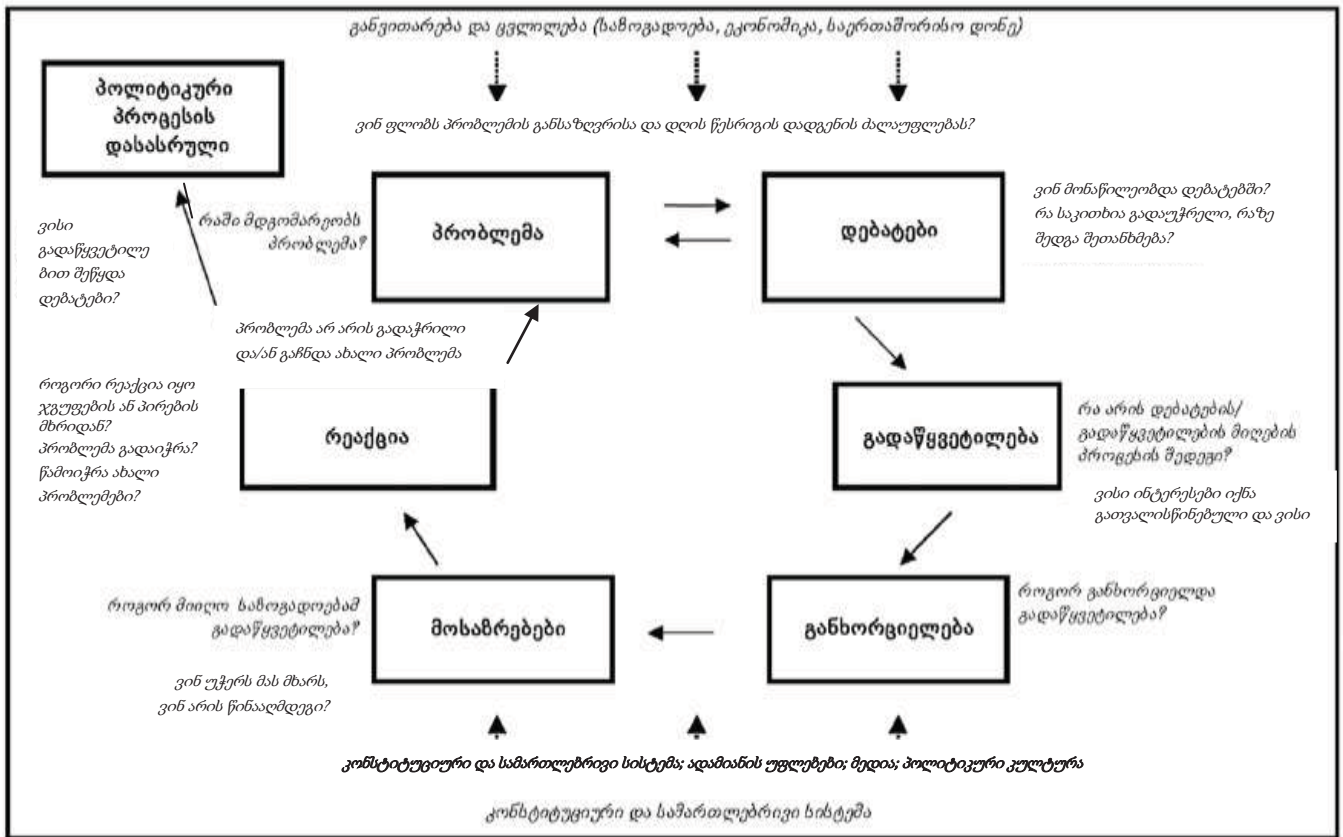 განვითარება და ყვლილება (საზოგადოება, ეკონომიკა, საერთაშორისო დონე)
პოლიტიკური
პროცესის
დასასრული
ვინ ფლობს პრობლემის განსაზღვრისა და დღის წესრიგის დადგენის ძალაუფლებას?
ვისი
გადაწყვეტილე
ბით შეწყდა
დებატები?
რაში მდგომარეობს
პრობლემა?
პრობლემა
დებატები
ვინ მონაწილეობდა დებატებში?
რა საკითხია გადაუჭრელი, რაზე
შედგა შეთანხმება?
პრობლემა არ არის გადაჭრილი
და/ან გაჩნდა ახალი პრობლემა
როგორი რეაქცია იყო
ჯგუფების ან პირების
მხრიდან?
პრობლემა გადაიჭრა?
წამოიჭრა ახალი
პრობლემები?
რეაქცია
გადაწყვეტილება
რა არის დებატების/
გადაწყვეტილების მიღების
პროცესის შედეგი?
ვისი ინტერესები იქნა
გათვალისწინებული და ვისი
როგორ მიიღო საზოგადოებამ
გადაწყვეტილება?
ვინ უჭერს მას მხარს,
ვინ არის წინააღმდეგი?
მოსაზრებები
განხორციელება
როგორ განხორციელდა
გადაწყვეტილება?
კონსტიტუციური და სამართლებრივი სისტემა; ადამიანის უფლებები; მედია; პოლიტიკური კულტურა
კონსტიტუციური და სამართლებრივი სისტემა